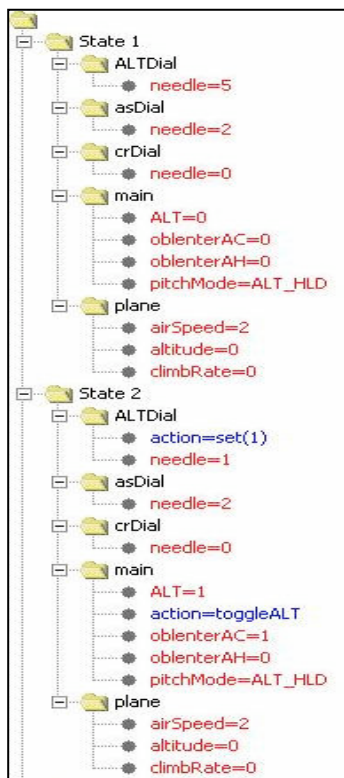 State 1
ALTDial
needle=5
asDial
needle=2
crDial
needle=0
main
ALT=0
oblenterAC=0
oblenterAH=0
pitchMode=ALT_HLD
plane
airSpeed=2
altitude=0
climbRate=0
State 2
ALTDial
action=set(1)
needle=1
asDial
needle=2
crDial
needle=0
main
ALT=1
action=toggleALT
oblenterAC=1
oblenterAH=0
pitchMode=ALT_HLD
plane
airSpeed=2
altitude=0
climbRate=0